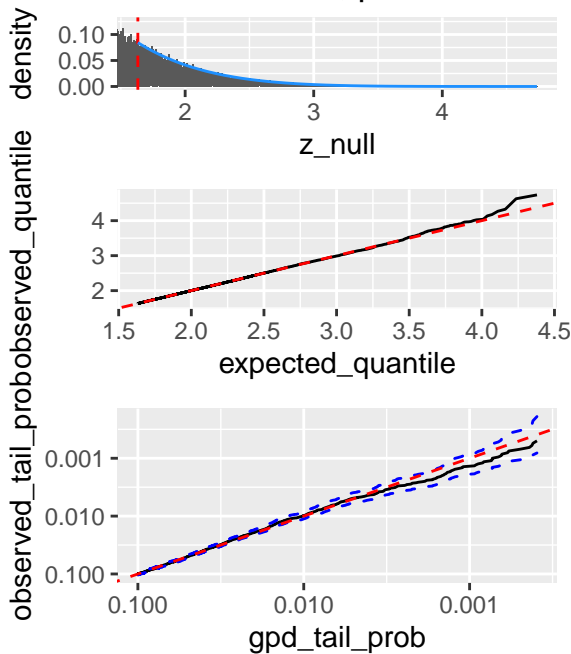 density
0.10
0.05
0.00
2 3 4
z_null
observed_quantile
4
3
2
1.5 2.0 2.5 3.0 3.5 4.0 4.5
expected_quantile
observed_tail_prob
0.001
0.010
0.100
0.100 0.010 0.001
gpd_tail_prob